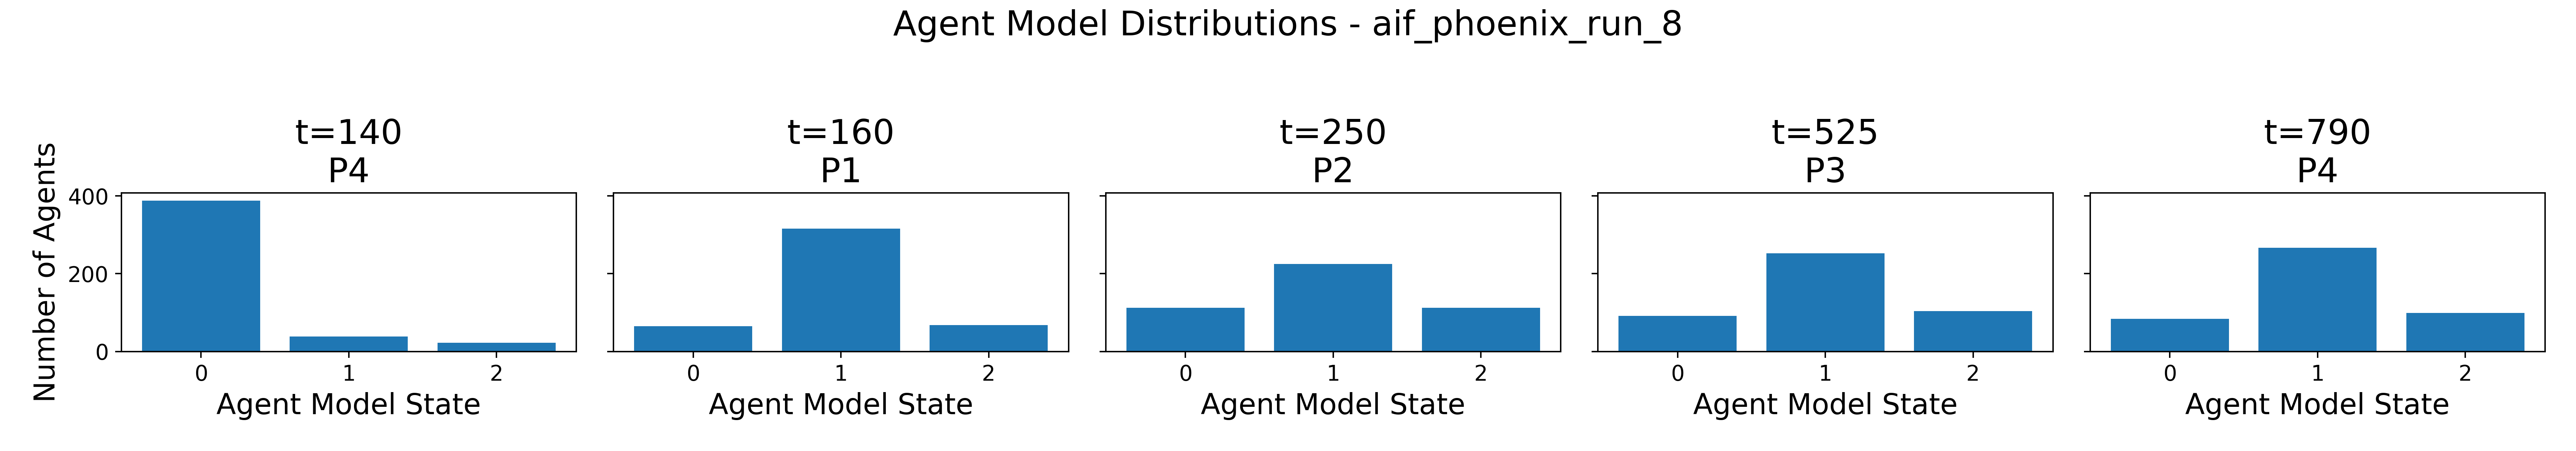 Agent Model Distributions - aif_phoenix_run_8
t=140
P4
t=160
P1
t=250
P2
t=525
P3
t=790
P4
Number of Agents
400
200
0
0 1 2
0 1 2
0 1 2
0 1 2
0 1 2
Agent Model State
Agent Model State
Agent Model State
Agent Model State
Agent Model State